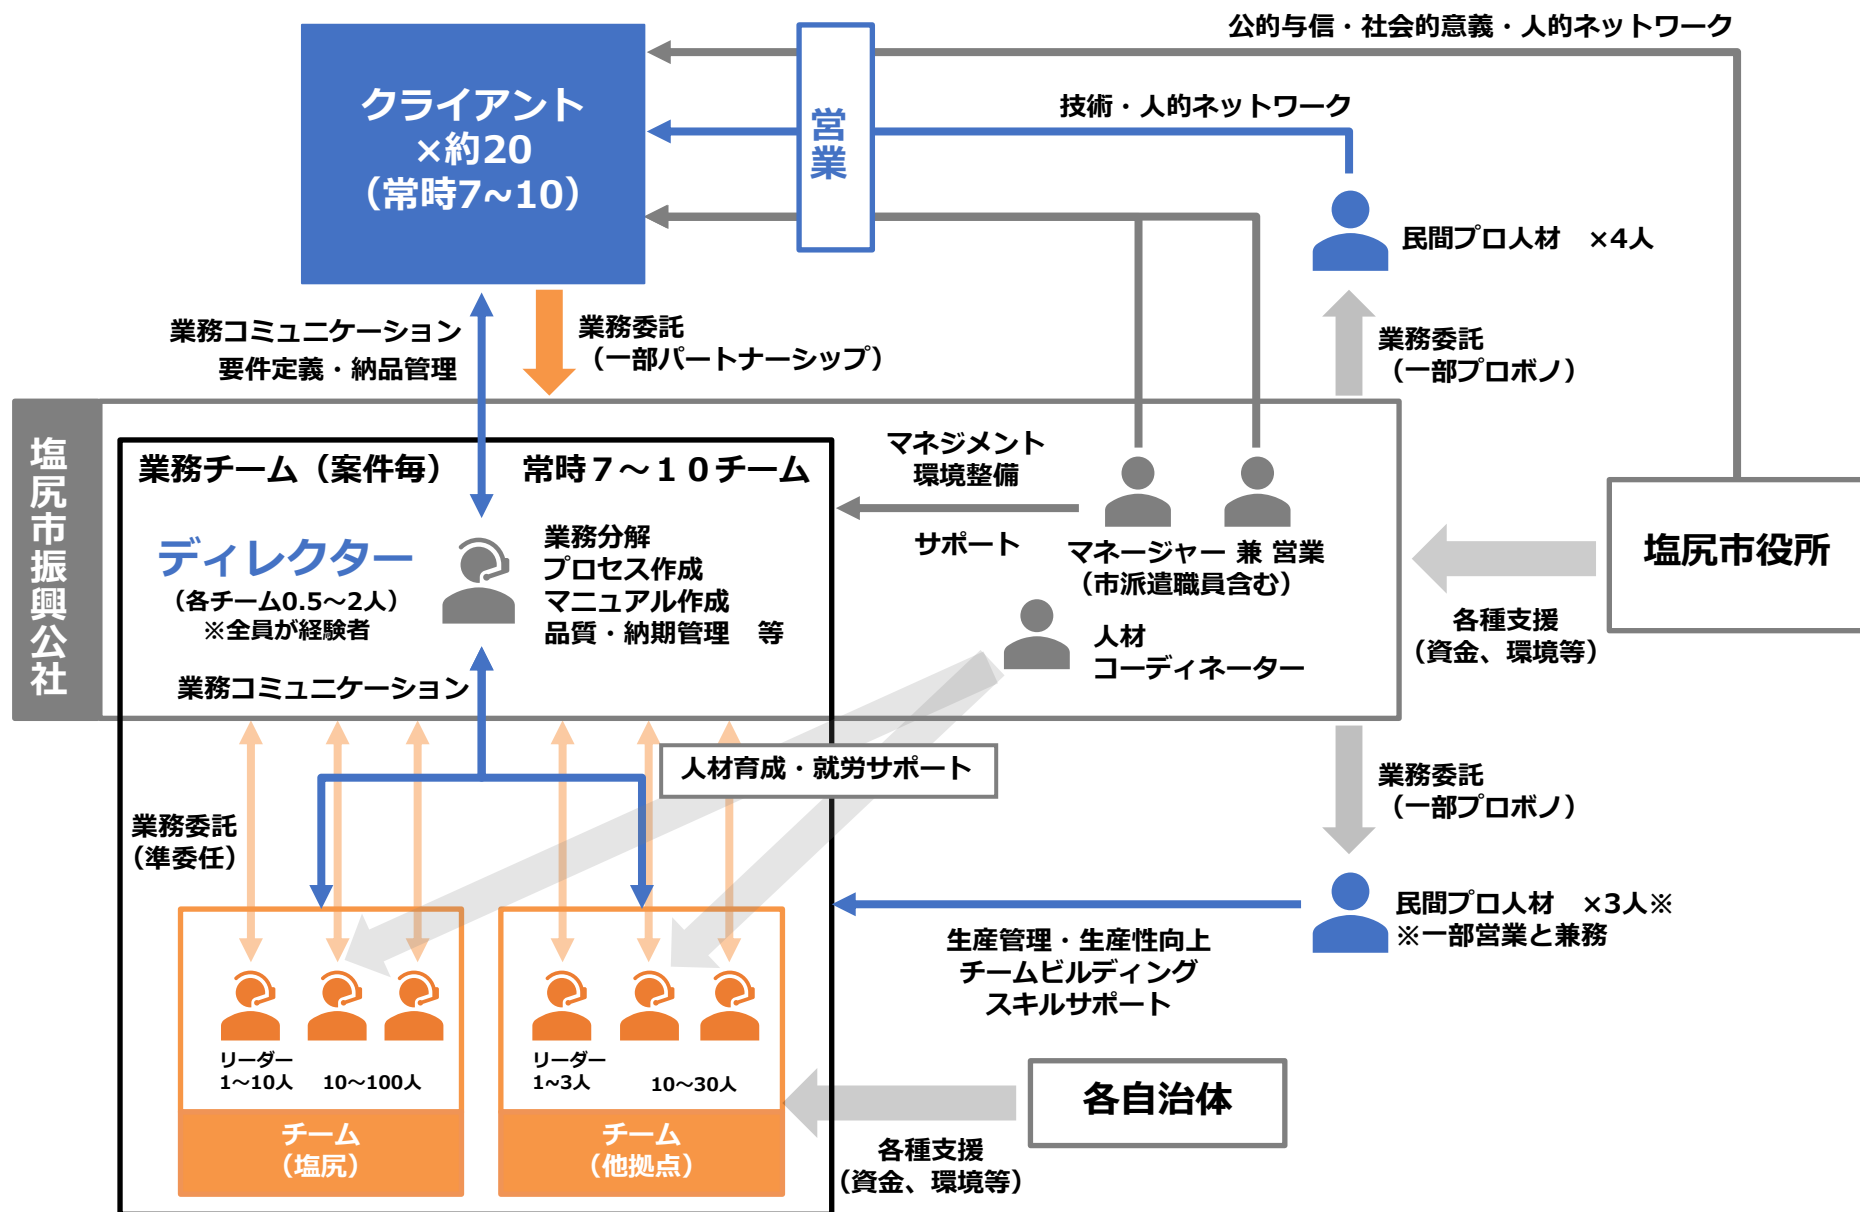 公的与信・社会的意義・人的ネットワーク
クライアント
×約20
（常時7~10）
営業
技術・人的ネットワーク
民間プロ人材　×4人
業務コミュニケーション
要件定義・納品管理
業務委託
（一部パートナーシップ）
業務委託
（一部プロボノ）
塩尻市振興公社
業務チーム（案件毎）
常時７～１０チーム
マネジメント
環境整備
サポート
ディレクター
（各チーム0.5～2人）
※全員が経験者
業務分解
プロセス作成
マニュアル作成
品質・納期管理　等
マネージャー 兼 営業
（市派遣職員含む）
人材
コーディネーター
塩尻市役所
各種支援
（資金、環境等）
業務コミュニケーション
人材育成・就労サポート
業務委託
（準委任）
業務委託
（一部プロボノ）
民間プロ人材　×3人※
※一部営業と兼務
生産管理・生産性向上
チームビルディング
スキルサポート
リーダー
1～10人
10～100人
リーダー
1~3人
10～30人
チーム
（塩尻）
チーム
（他拠点）
各自治体
各種支援
（資金、環境等）